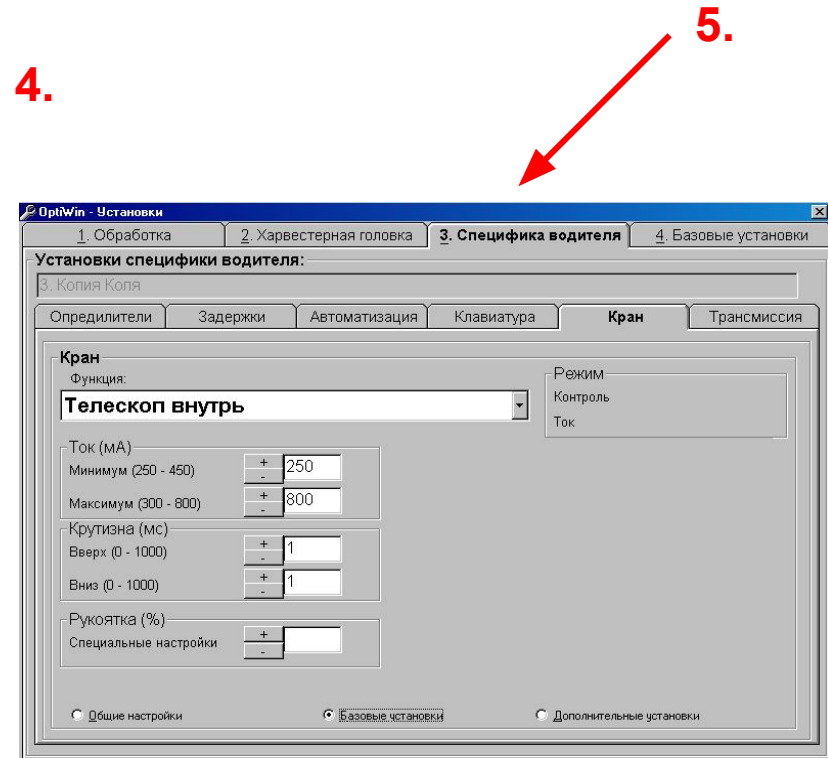 5.
4.
OptiWin - Установки
1. Обработка 2. Харвестерная головка 3. Специфика водителя 4. Базовые установки
Установки специфики водителя:
3. Копия Коля
Опредилители Задержки Автоматизация Клавиатура Кран Трансмиссия
Кран
Функция:
Телескоп внутрь
Режим
Контроль
Ток
Ток (мА)
Минимум (250 - 450) + - 250
Максимум (300 - 800) + - 800
Крутизна (мс)
Вверх (0 - 1000) + - 1
Вниз (0 - 1000) + - 1
Рукоятка (%)
Специальные настройки + -
Общие настройки Базовые установки Дополнительные установки